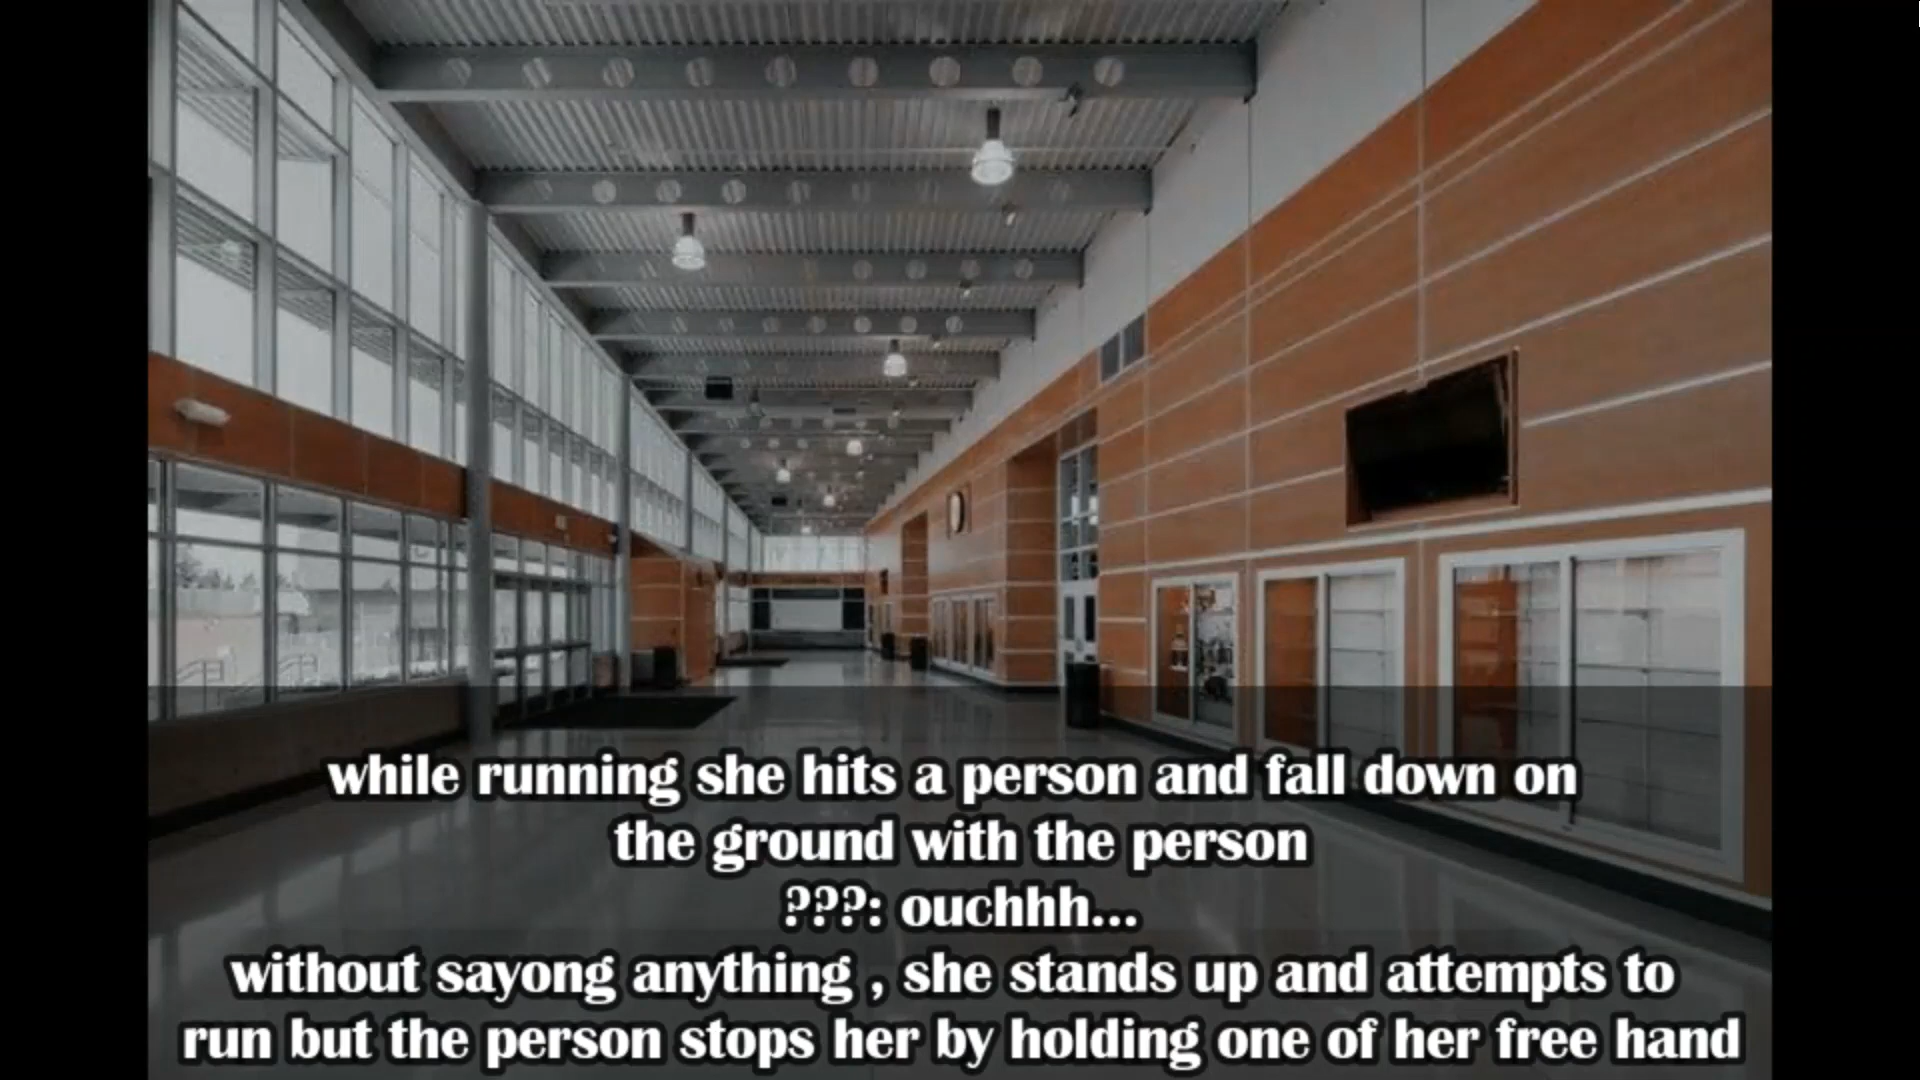 while running she hits a person and fall down on
the ground with the person
???: ouchhh...
without sayong anything , she stands up and attempts to
run but the person stops her by holding one of her free hand